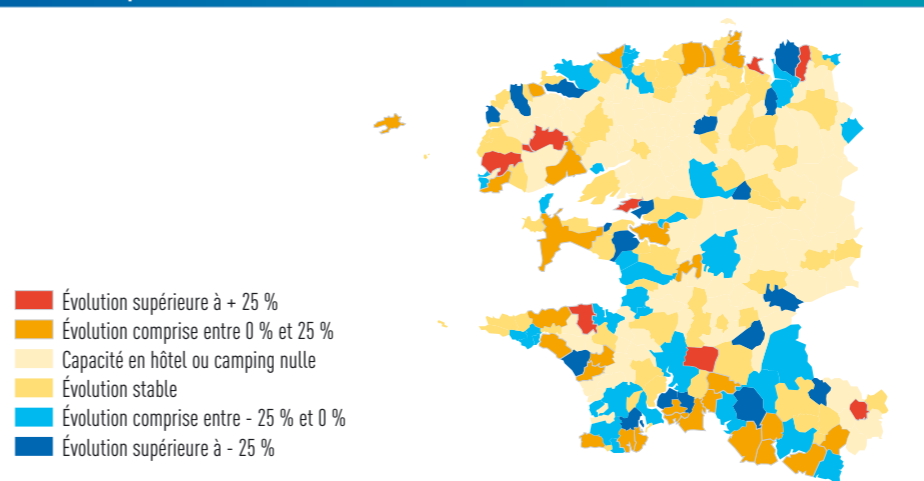 Évolution supérieure à + 25 %
Évolution comprise entre 0 % et 25 %
Capacité en hôtel ou camping nulle
Évolution stable
Évolution comprise entre - 25 % et 0 %
Évolution supérieure à - 25 %